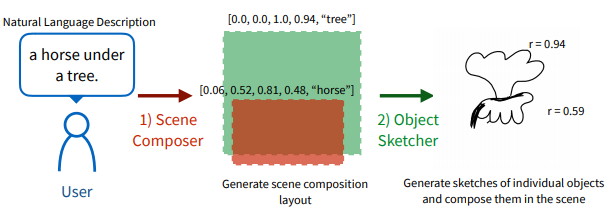 Natural Language Description
a horse under
a tree.
User
1) Scene
Composer
[0.0, 0.0, 1.0, 0.94, “tree”]
[0.06, 0.52, 0.81, 0.48, “horse”]
Generate scene composition
layout
2) Object
Sketcher
r = 0.94
r = 0.59
Generate sketches of individual objects
and compose them in the scene